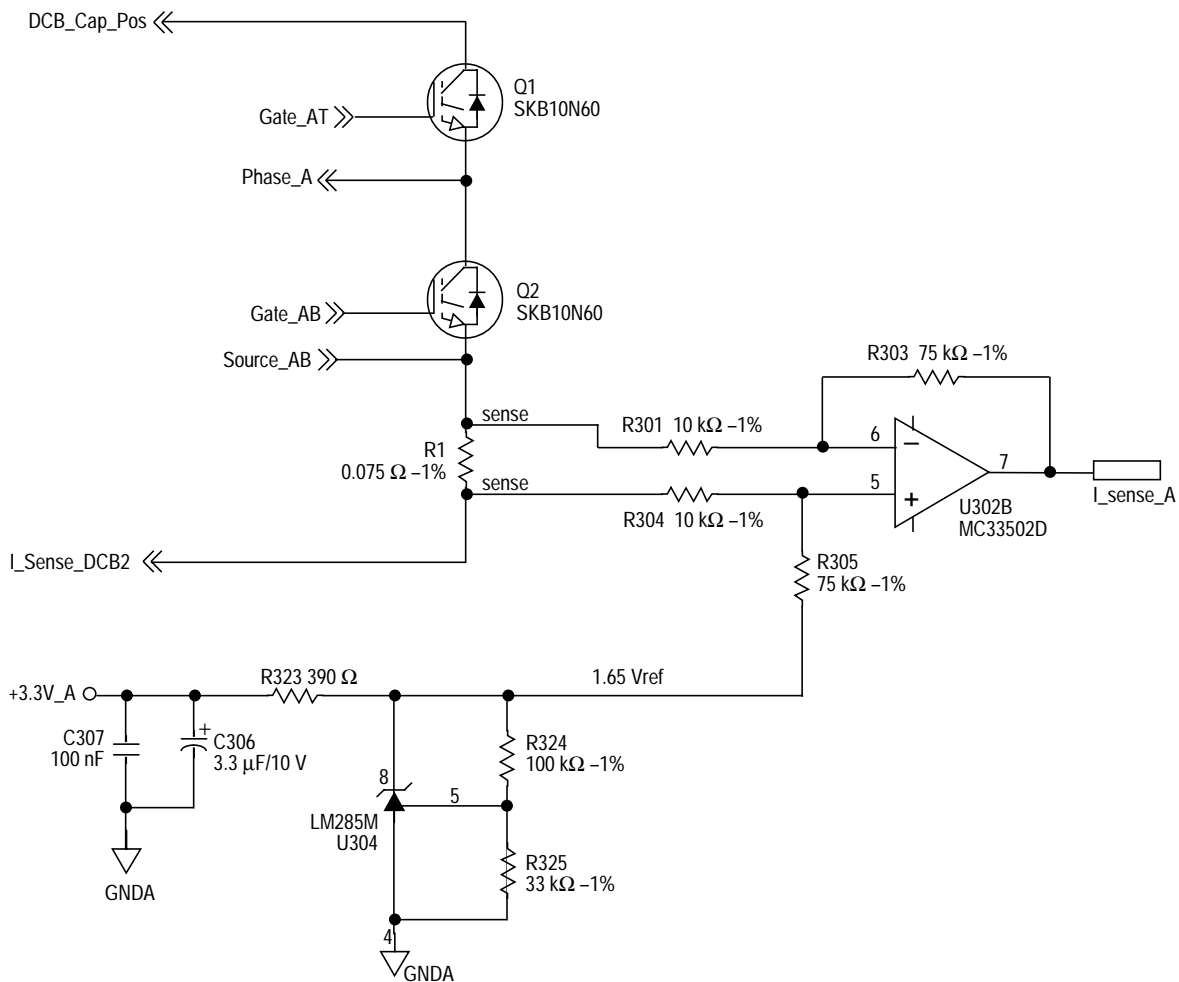 DCB_Cap_Pos
Q1
SKB10N60
Gate_AT
Phase_A
Q2
SKB10N60
Gate_AB
Source_AB
R303 75 kΩ –1%
sense
R301 10 kΩ –1%
6
–
R1
0.075 Ω –1%
7
sense
5
+
I_sense_A
R304 10 kΩ –1%
U302B
MC33502D
I_Sense_DCB2
R305
75 kΩ –1%
R323 390 Ω
1.65 Vref
+3.3V_A
C307
100 nF
+
C306
3.3 μF/10 V
R324
100 kΩ –1%
8
5
LM285M
U304
R325
33 kΩ –1%
GNDA
4
GNDA